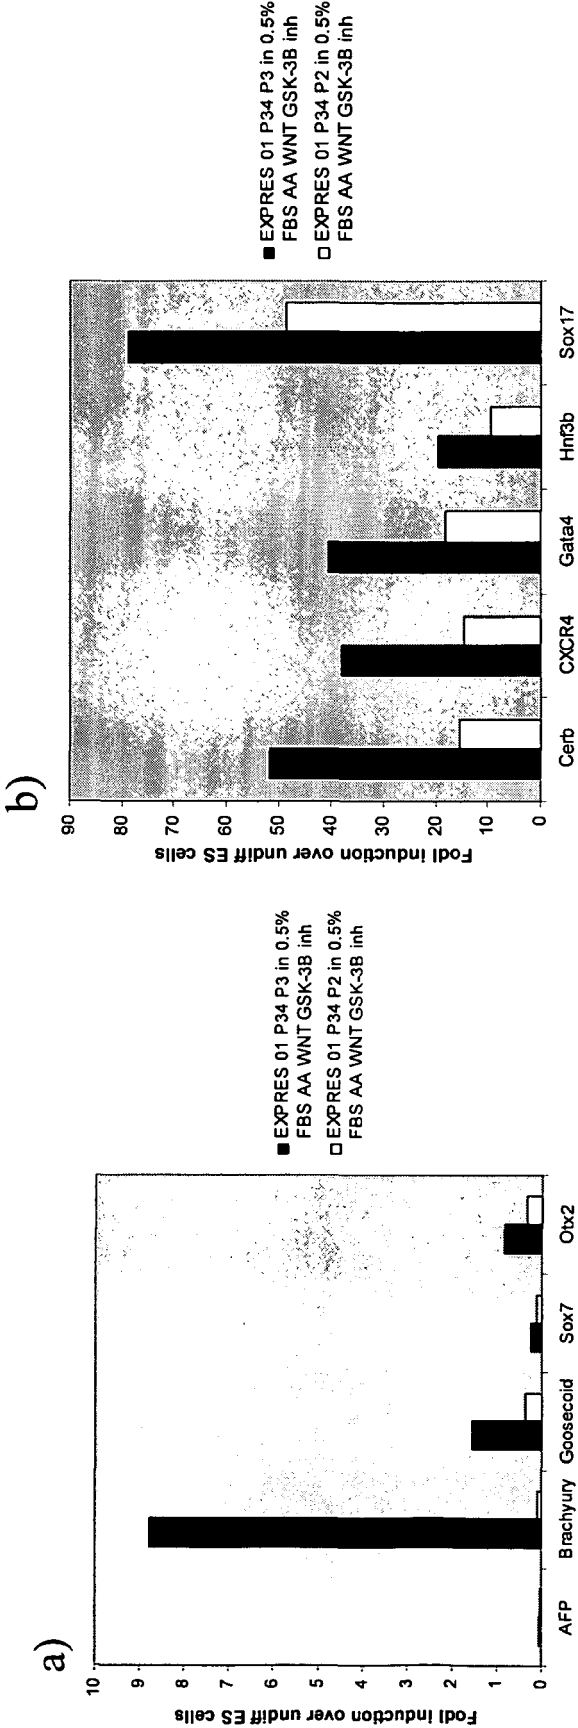 a)
Fodl induction over undiff ES cells
10
9
8
7
6
5
4
3
2
1
0
AFP
Brachyury
Goosecoid
Sox7
Otx2
EXPRES 01 P34 P3 in 0.5%
FBS AA WNT GSK-3B inh
EXPRES 01 P34 P2 in 0.5%
FBS AA WNT GSK-3B inh
b)
Fodl induction over undiff ES cells
90
80
70
60
50
40
30
20
10
0
Cerb
CXCR4
Gata4
Hnf3b
Sox17
EXPRES 01 P34 P3 in 0.5%
FBS AA WNT GSK-3B inh
EXPRES 01 P34 P2 in 0.5%
FBS AA WNT GSK-3B inh